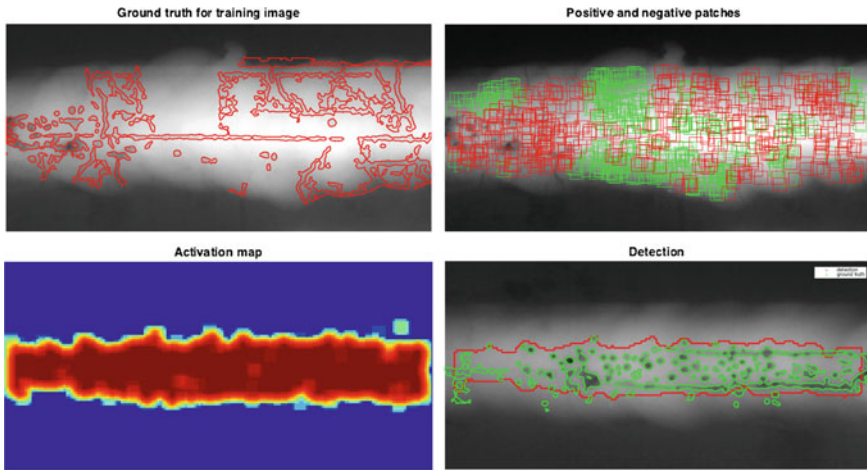 Ground truth for training image
Positive and negative patches
Activation map
Detection
detection
ground truth